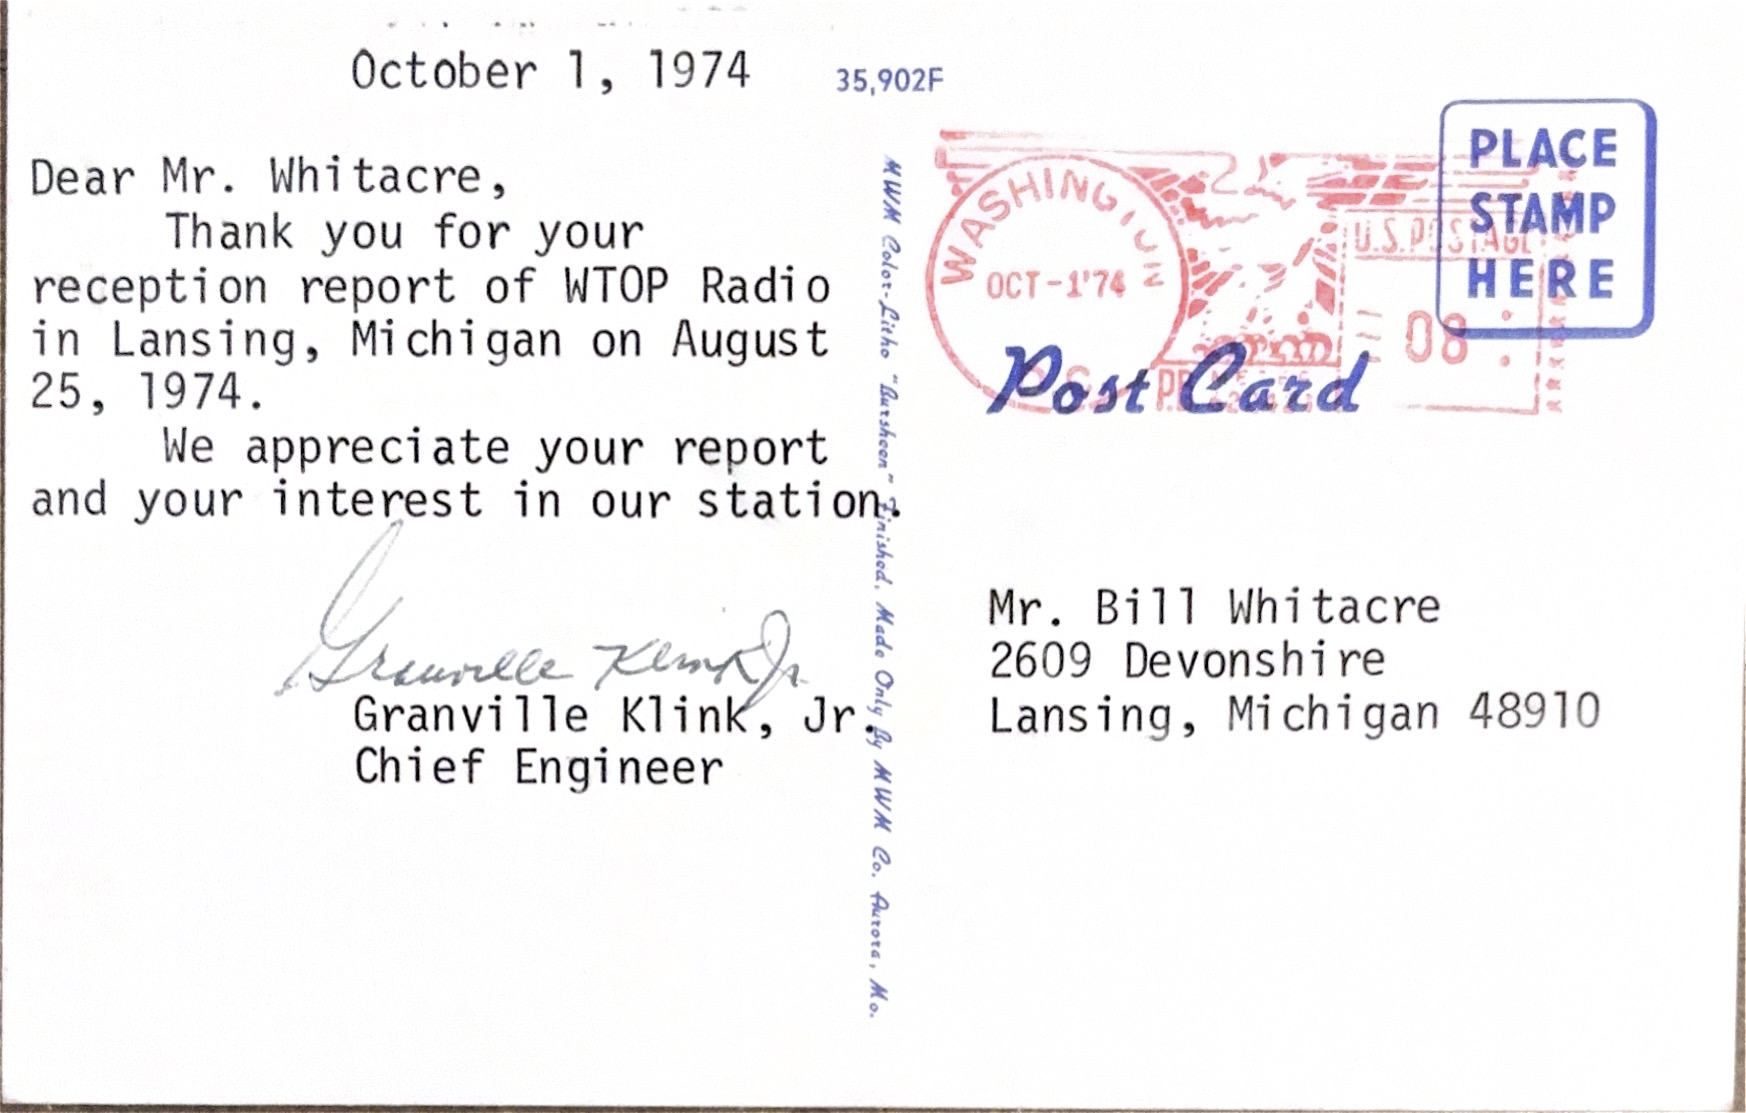 October 1, 1974
Dear Mr. Whitacre,
Thank you for your
reception report of WTOP Radio
in Lansing, Michigan on August
25, 1974.
We appreciate your report
and your interest in our station.
Granville Klink Jr.
Granville Klink, Jr.
Chief Engineer
35,902F
MWM Color-Litho "Aursheen" Finished. Made Only By MWM Co. Aurora, Mo.
WASHINGTON
OCT-1'74
D.C.
U.S.POSTAGE
08
PLACE
STAMP
HERE
Post Card
Mr. Bill Whitacre
2609 Devonshire
Lansing, Michigan 48910